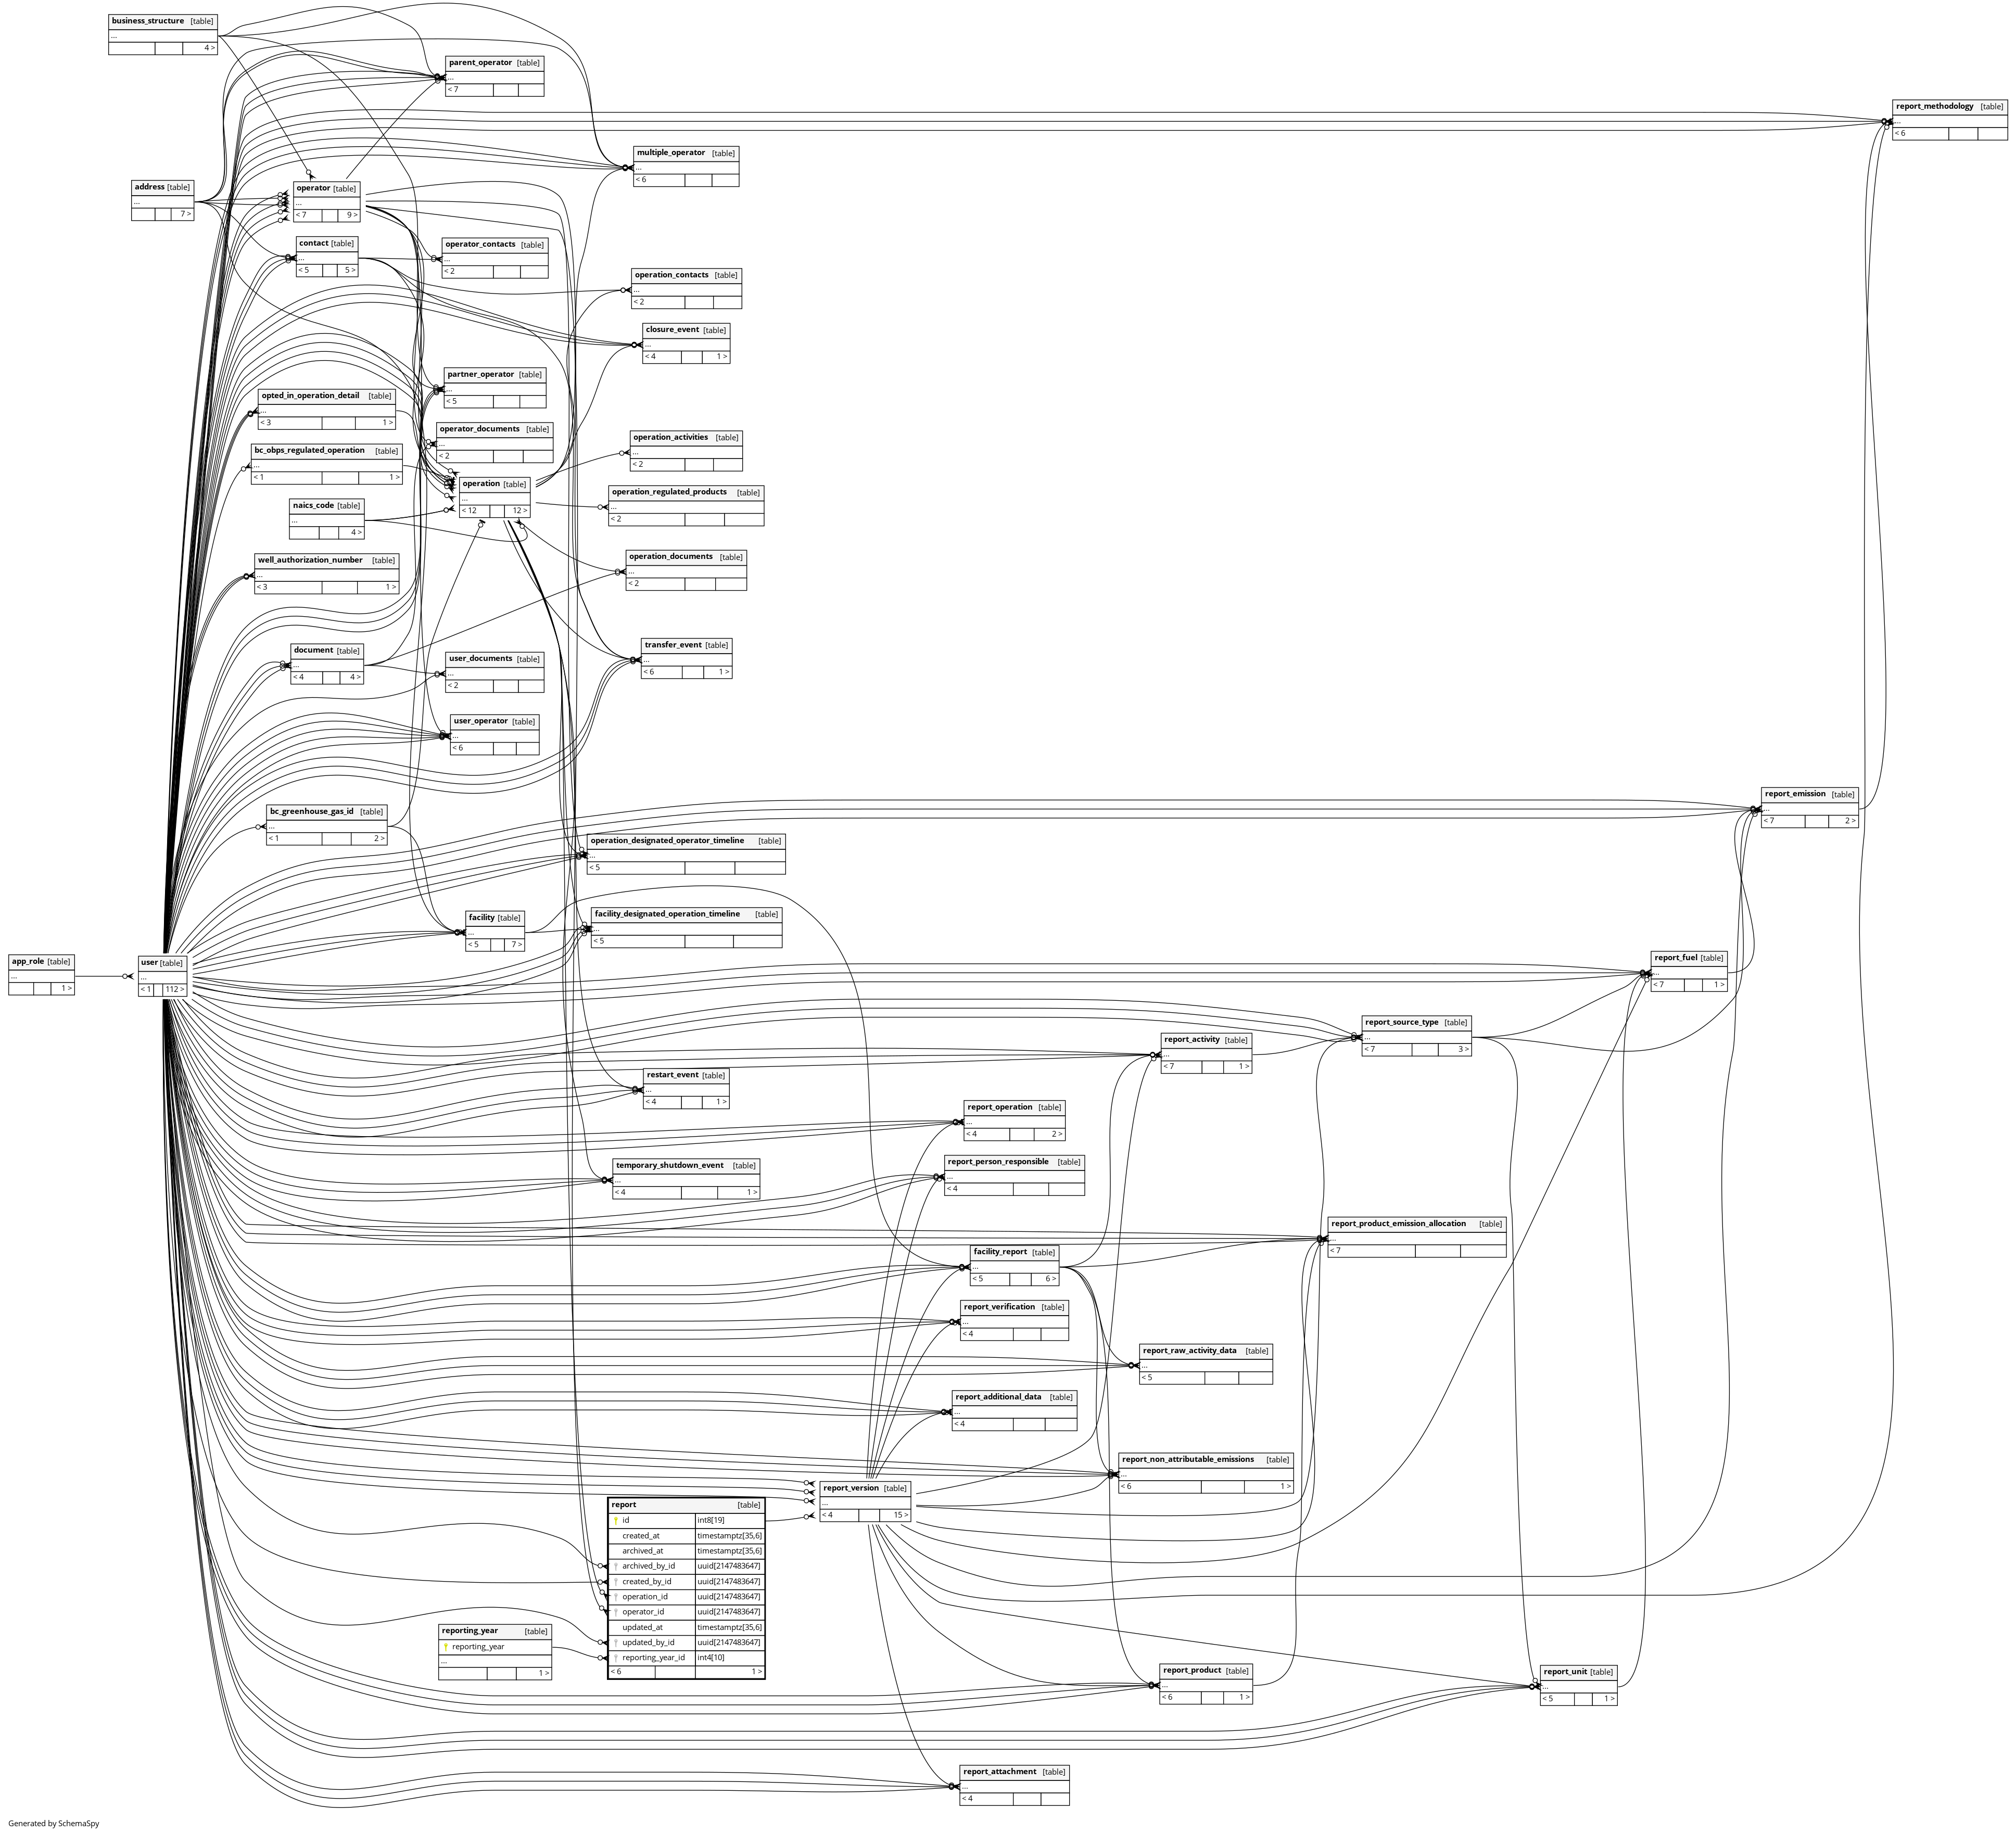 business_structure [table]
...
4 >
parent_operator [table]
...
< 7
report_methodology [table]
...
< 6
multiple_operator [table]
...
< 6
address [table]
...
7 >
operator [table]
...
< 7 9 >
contact [table]
...
< 5 5 >
operator_contacts [table]
...
< 2
operation_contacts [table]
...
< 2
closure_event [table]
...
< 4 1 >
partner_operator [table]
...
< 5
opted_in_operation_detail [table]
...
< 3 1 >
operator_documents [table]
...
< 2
operation_activities [table]
...
< 2
bc_obps_regulated_operation [table]
...
< 1 1 >
operation [table]
...
< 12 12 >
operation_regulated_products [table]
...
< 2
naics_code [table]
...
4 >
operation_documents [table]
...
< 2
well_authorization_number [table]
...
< 3 1 >
transfer_event [table]
...
< 6 1 >
document [table]
...
< 4 4 >
user_documents [table]
...
< 2
user_operator [table]
...
< 6
report_emission [table]
...
< 7 2 >
bc_greenhouse_gas_id [table]
...
< 1 2 >
operation_designated_operator_timeline [table]
...
< 5
facility [table]
...
< 5 7 >
facility_designated_operation_timeline [table]
...
< 5
app_role [table]
...
1 >
user [table]
...
< 1 112 >
report_fuel [table]
...
< 7 1 >
report_source_type [table]
...
< 7 3 >
report_activity [table]
...
< 7 1 >
restart_event [table]
...
< 4 1 >
report_operation [table]
...
< 4 2 >
temporary_shutdown_event [table]
...
< 4 1 >
report_person_responsible [table]
...
< 4
report_product_emission_allocation [table]
...
< 7
facility_report [table]
...
< 5 6 >
report_verification [table]
...
< 4
report_raw_activity_data [table]
...
< 5
report_additional_data [table]
...
< 4
report_non_attributable_emissions [table]
...
< 6 1 >
report_version [table]
...
< 4 15 >
report [table]
id int8[19]
created_at timestamptz[35,6]
archived_at timestamptz[35,6]
archived_by_id uuid[2147483647]
created_by_id uuid[2147483647]
operation_id uuid[2147483647]
operator_id uuid[2147483647]
updated_at timestamptz[35,6]
updated_by_id uuid[2147483647]
reporting_year_id int4[10]
< 6 1 >
reporting_year [table]
reporting_year
...
1 >
report_product [table]
...
< 6 1 >
report_unit [table]
...
< 5 1 >
report_attachment [table]
...
< 4
Generated by SchemaSpy